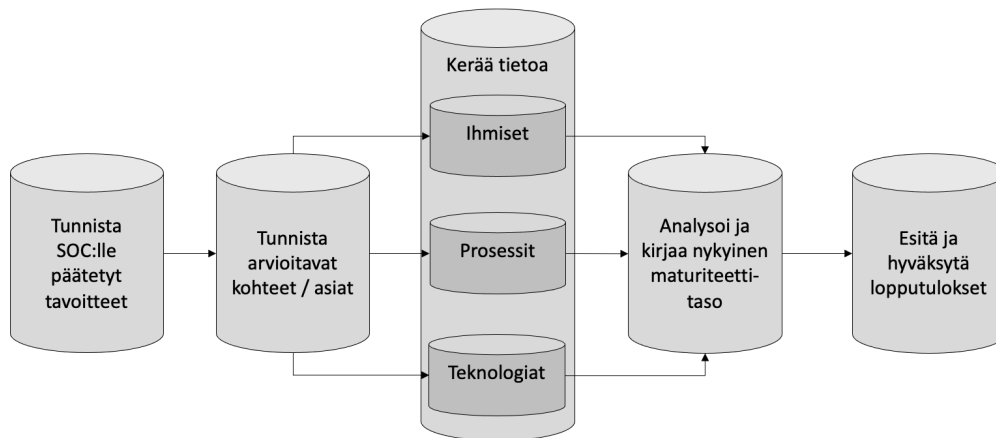 Tunnista
SOC:lle
päätetyt
tavoitteet
Tunnista
arvioitavat
kohteet / asiat
Kerää tietoa
Ihmiset
Prosessit
Teknologiat
Analysoi ja
kirjaa nykyinen
maturiteetti-
taso
Esitä ja
hyväksytä
lopputulokset